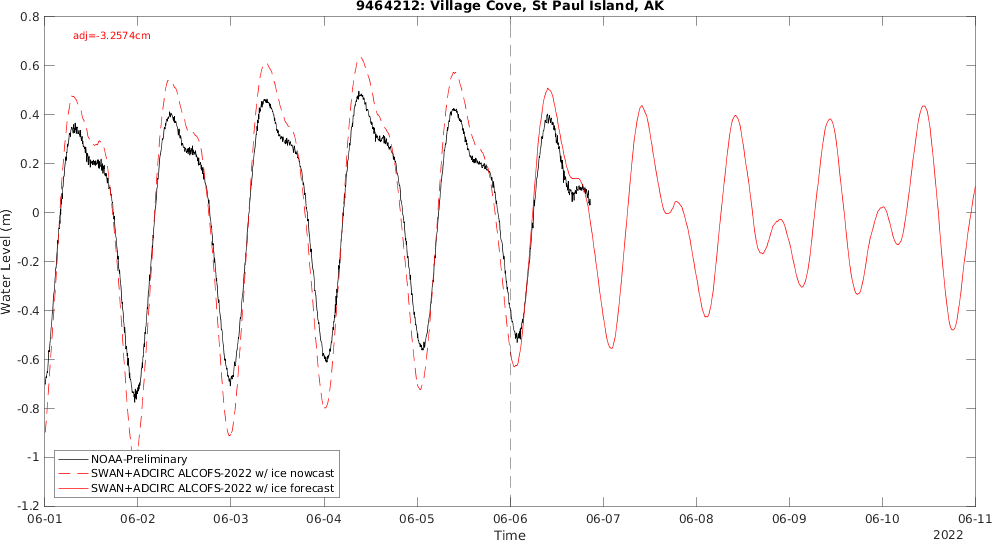 9464212: Village Cove, St Paul Island, AK
adj=-3.2574cm
0.8
0.6
0.4
0.2
0
-0.2
-0.4
-0.6
-0.8
-1
-1.2
Water Level (m)
NOAA-Preliminary
SWAN+ADCIRC ALCOFS-2022 w/ ice nowcast
SWAN+ADCIRC ALCOFS-2022 w/ ice forecast
06-01 06-02 06-03 06-04 06-05 06-06 06-07 06-08 06-09 06-10 06-11
Time
2022